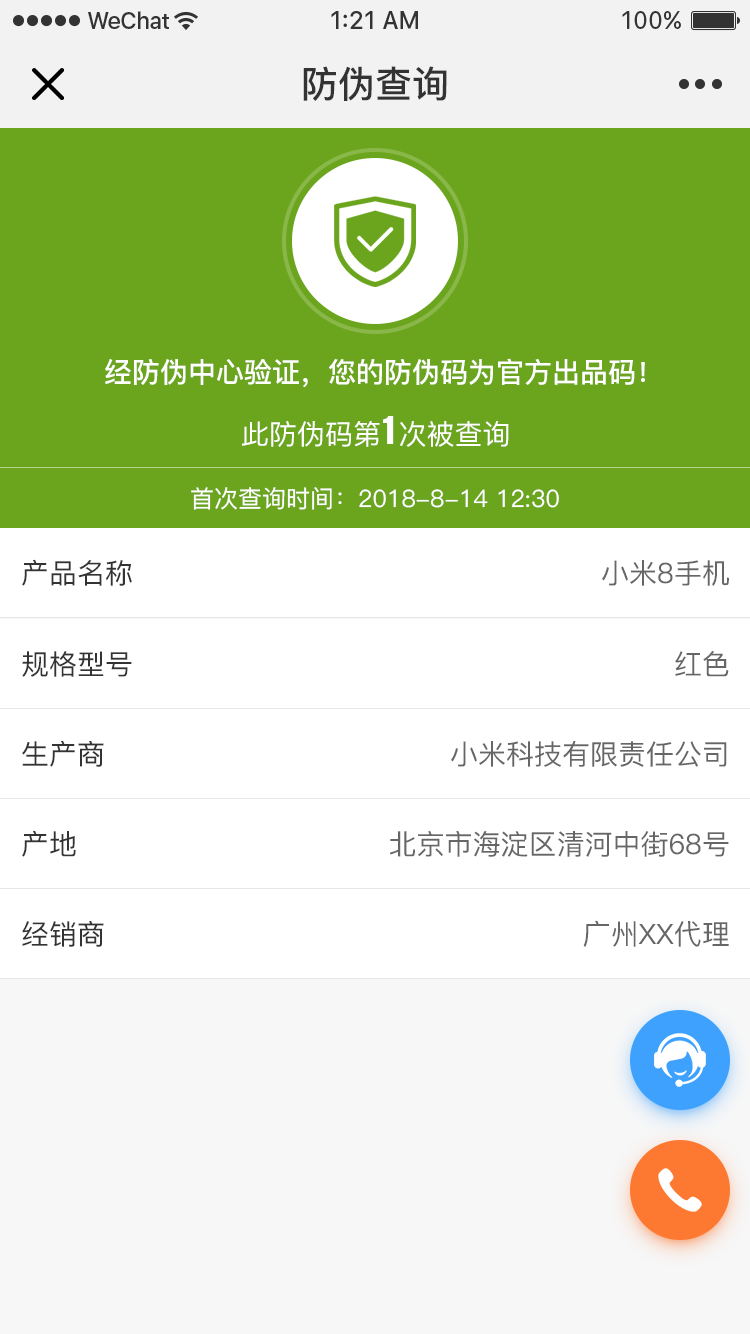 WeChat 1:21 AM 100%
防伪查询
经防伪中心验证，您的防伪码为官方出品码！
此防伪码第1次被查询
首次查询时间：2018-8-14 12:30
产品名称 小米8手机
规格型号 红色
生产商 小米科技有限责任公司
产地 北京市海淀区清河中街68号
经销商 广州XX代理